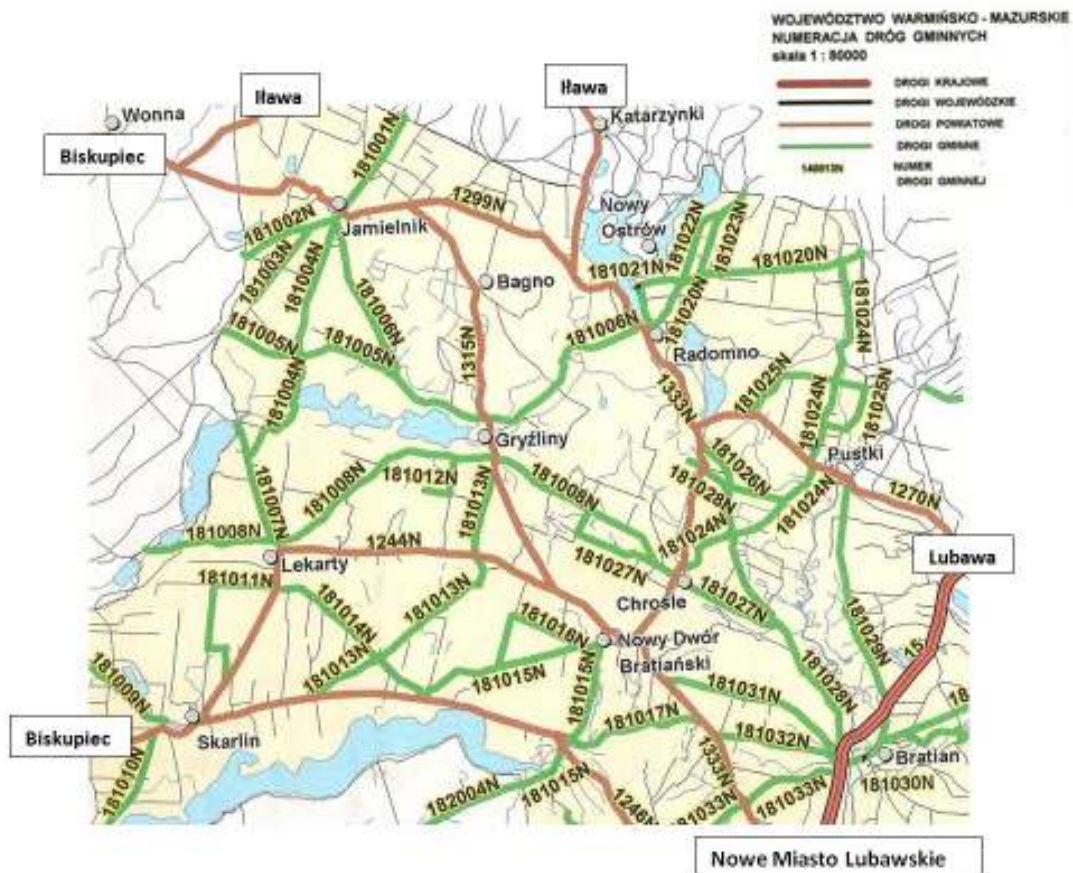 WOJEWÓDZTWO WARMIŃSKO - MAZURSKIE
NUMERACJA DRÓG GMINNYCH
skala 1 : 80000
DROGI KRAJOWE
DROGI WOJEWÓDZKIE
DROGI POWIATOWE
DROGI GMINNE
NUMER
DROGI GMINNEJ
Iława
Iława
Wonna
Katarzynki
Biskupiec
181001N
1299N
Nowy
Ostrów
181022N
181023N
181002N
Jamielnik
181003N
181004N
181021N
181020N
Bagno
181020N
181024N
181006N
181006N
181005N
181005N
1315N
Radomno
181004N
1333N
181025N
181024N
181025N
Gryźliny
Pustki
181012N
181008N
181013N
181008N
181026N
181028N
181024N
1270N
181007N
181008N
1244N
181024N
Lekarty
181027N
Lubawa
181011N
181013N
Chrośle
181027N
181014N
181016N
Nowy Dwór
Bratiański
181029N
15
181013N
181015N
181015N
181028N
181009N
181031N
Skarlin
181017N
181032N
Biskupiec
Bratian
181010N
1333N
181030N
182004N
181015N
1246N
181033N
181033N
Nowe Miasto Lubawskie